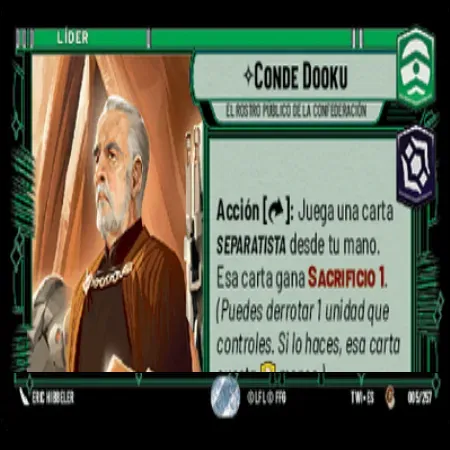 LÍDER
CONDE DOOKU
EL ROSTRO PÚBLICO DE LA CONFEDERACIÓN
Acción [ ]: Juega una carta
SEPARATISTA desde tu mano.
Esa carta gana SACRIFICIO 1.
(Puedes derrotar 1 unidad que
controles. Si lo haces, esa carta
ERIC HIBBELER
© LFL © FFG
TWI • ES
005/257